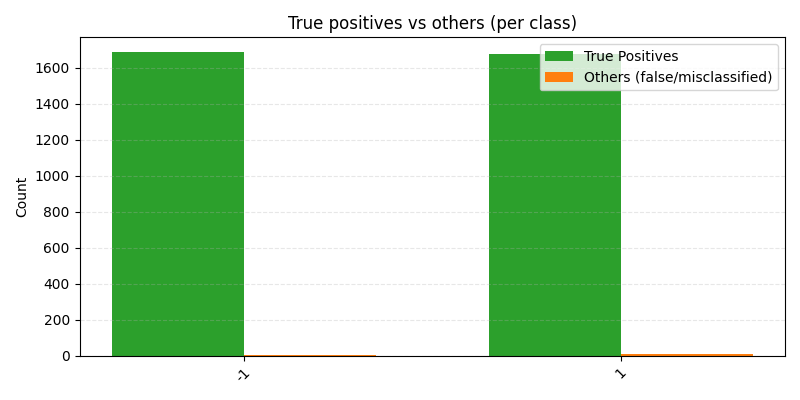 True positives vs others (per class)
True Positives
Others (false/misclassified)
Count
1600
1400
1200
1000
800
600
400
200
0
-1
1